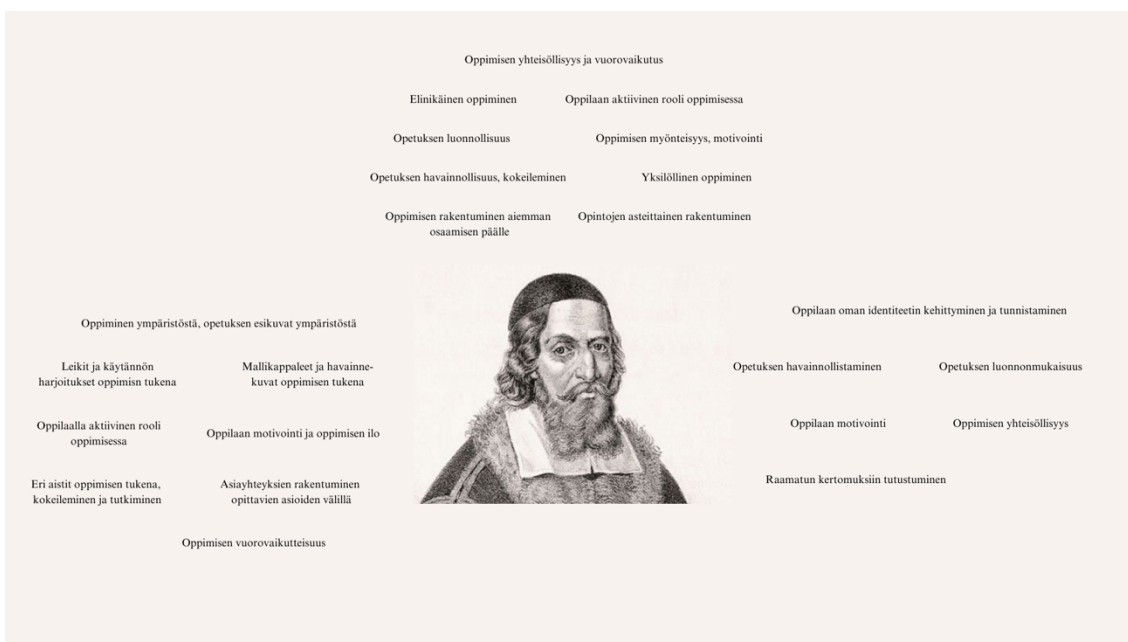 Oppimisen yhteisöllisyys ja vuorovaikutus
Elinikäinen oppiminen
Oppilaan aktiivinen rooli oppimisessa
Opetuksen luonnollisuus
Oppimisen myönteisyys, motivointi
Opetuksen havainnollisuus, kokeileminen
Yksilöllinen oppiminen
Oppimisen rakentuminen aiemman
osaamisen päälle
Opintojen asteittainen rakentuminen
Oppiminen ympäristöstä, opetuksen esikuvat ympäristöstä
Leikit ja käytännön
harjoitukset oppimisn tukena
Mallikappaleet ja havainne-
kuvat oppimisen tukena
Oppilaalla aktiivinen rooli
oppimisessa
Oppilaan motivointi ja oppimisen ilo
Eri aistit oppimisen tukena,
kokeileminen ja tutkiminen
Asiayhteyksien rakentuminen
opittavien asioiden välillä
Oppimisen vuorovaikutteisuus
Oppilaan oman identiteetin kehittyminen ja tunnistaminen
Opetuksen havainnollistaminen
Opetuksen luonnonmukaisuus
Oppilaan motivointi
Oppimisen yhteisöllisyys
Raamatun kertomuksiin tutustuminen